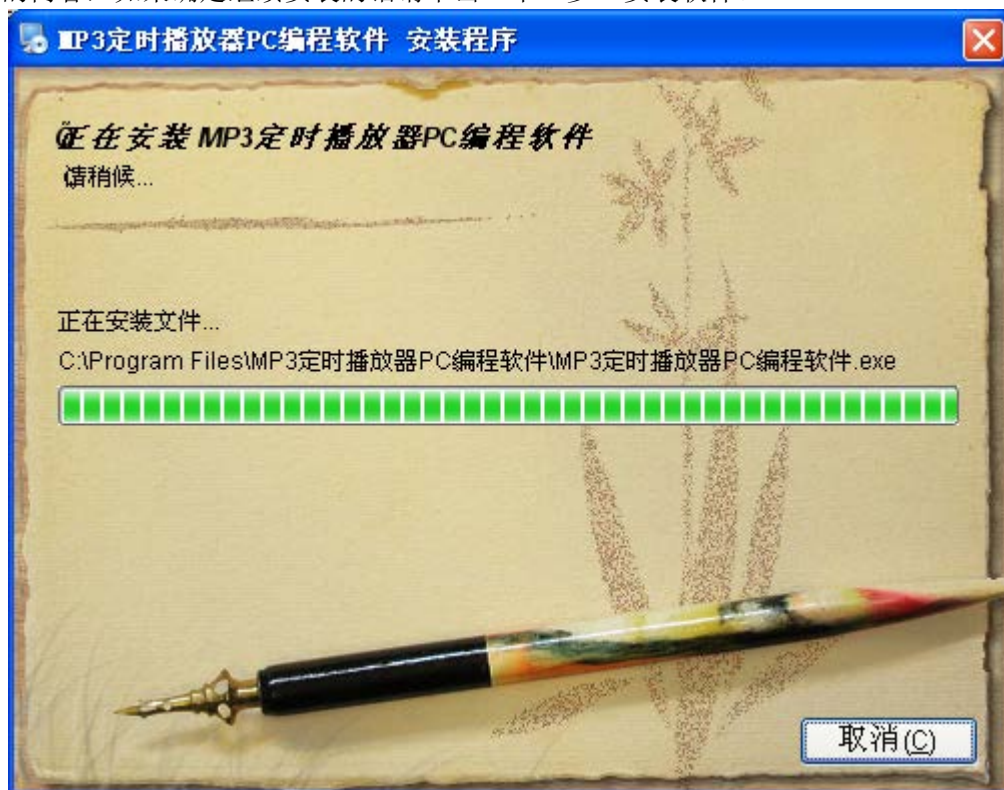 MP3定时播放器PC编程软件 安装程序
正在安装 MP3定时播放器PC编程软件
请稍候...
正在安装文件...
C:\Program Files\MP3定时播放器PC编程软件\MP3定时播放器PC编程软件.exe
取消(C)